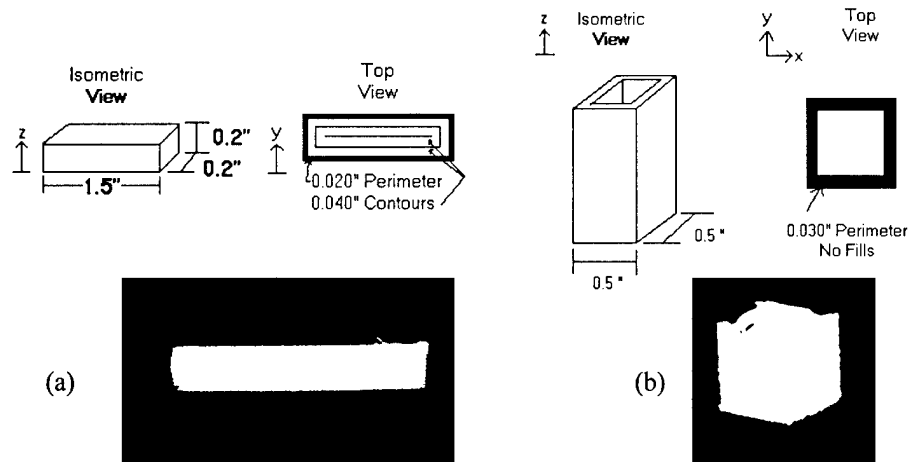 Isometric
View
z
0.2"
0.2"
1.5"
Top
View
y
0.020" Perimeter
0.040" Contours
(a)
z
Isometric
View
0.5"
0.5"
y
x
Top
View
0.030" Perimeter
No Fills
(b)